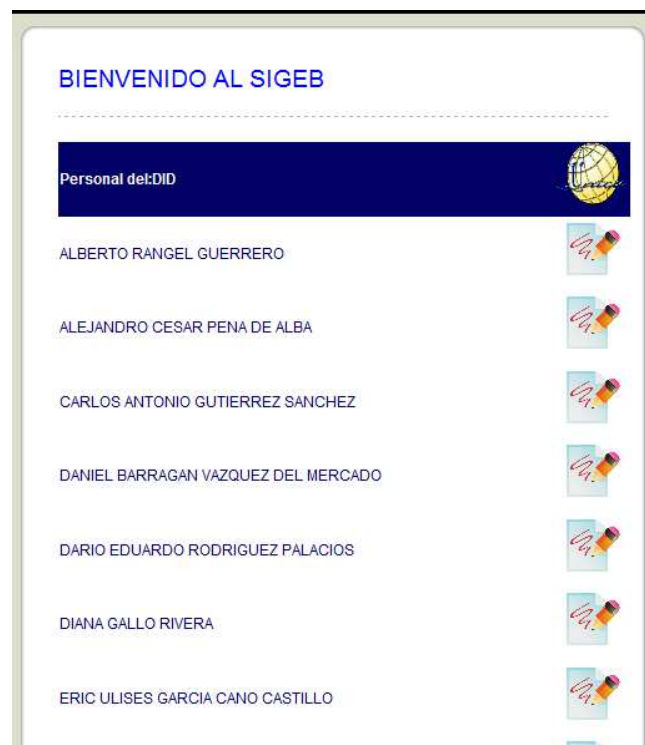 BIENVENIDO AL SIGEB
Personal del:DID
ALBERTO RANGEL GUERRERO
ALEJANDRO CESAR PENA DE ALBA
CARLOS ANTONIO GUTIERREZ SANCHEZ
DANIEL BARRAGAN VAZQUEZ DEL MERCADO
DARIO EDUARDO RODRIGUEZ PALACIOS
DIANA GALLO RIVERA
ERIC ULISES GARCIA CANO CASTILLO